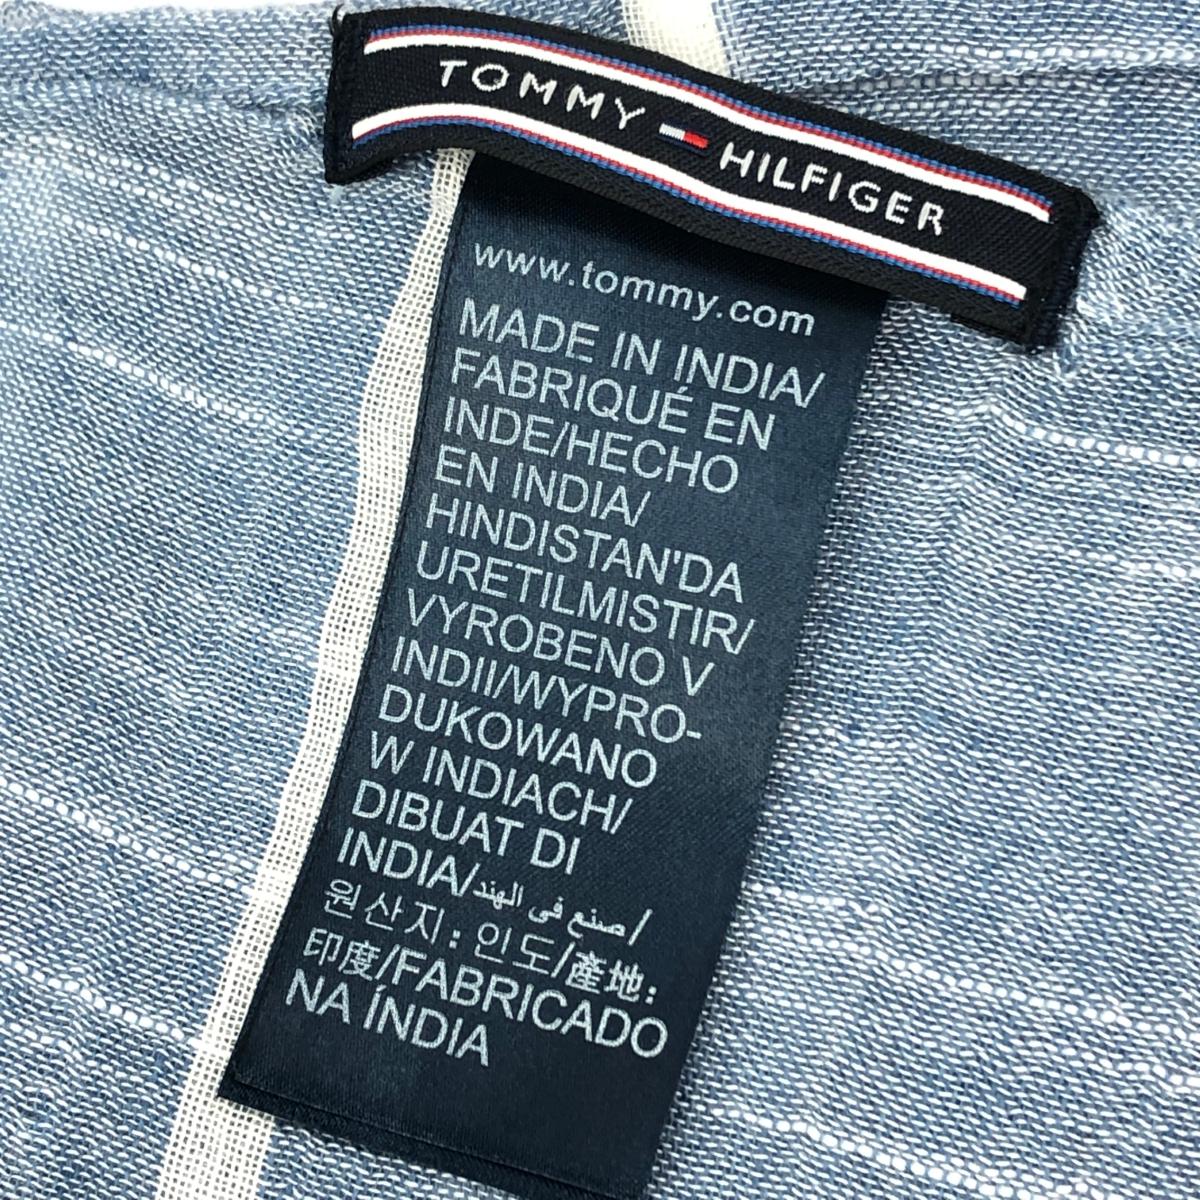 TOMMY HILFIGER
www.tommy.com
MADE IN INDIA/
FABRIQUÉ EN
INDE/HECHO
EN INDIA/
HINDISTAN'DA
URETILMISTIR/
VYROBENO V
INDII/WYPRO-
DUKOWANO
W INDIACH/
DIBUAT DI
INDIA/صنع في الهند/
원산지: 인도/產地:
印度/FABRICADO
NA ÍNDIA